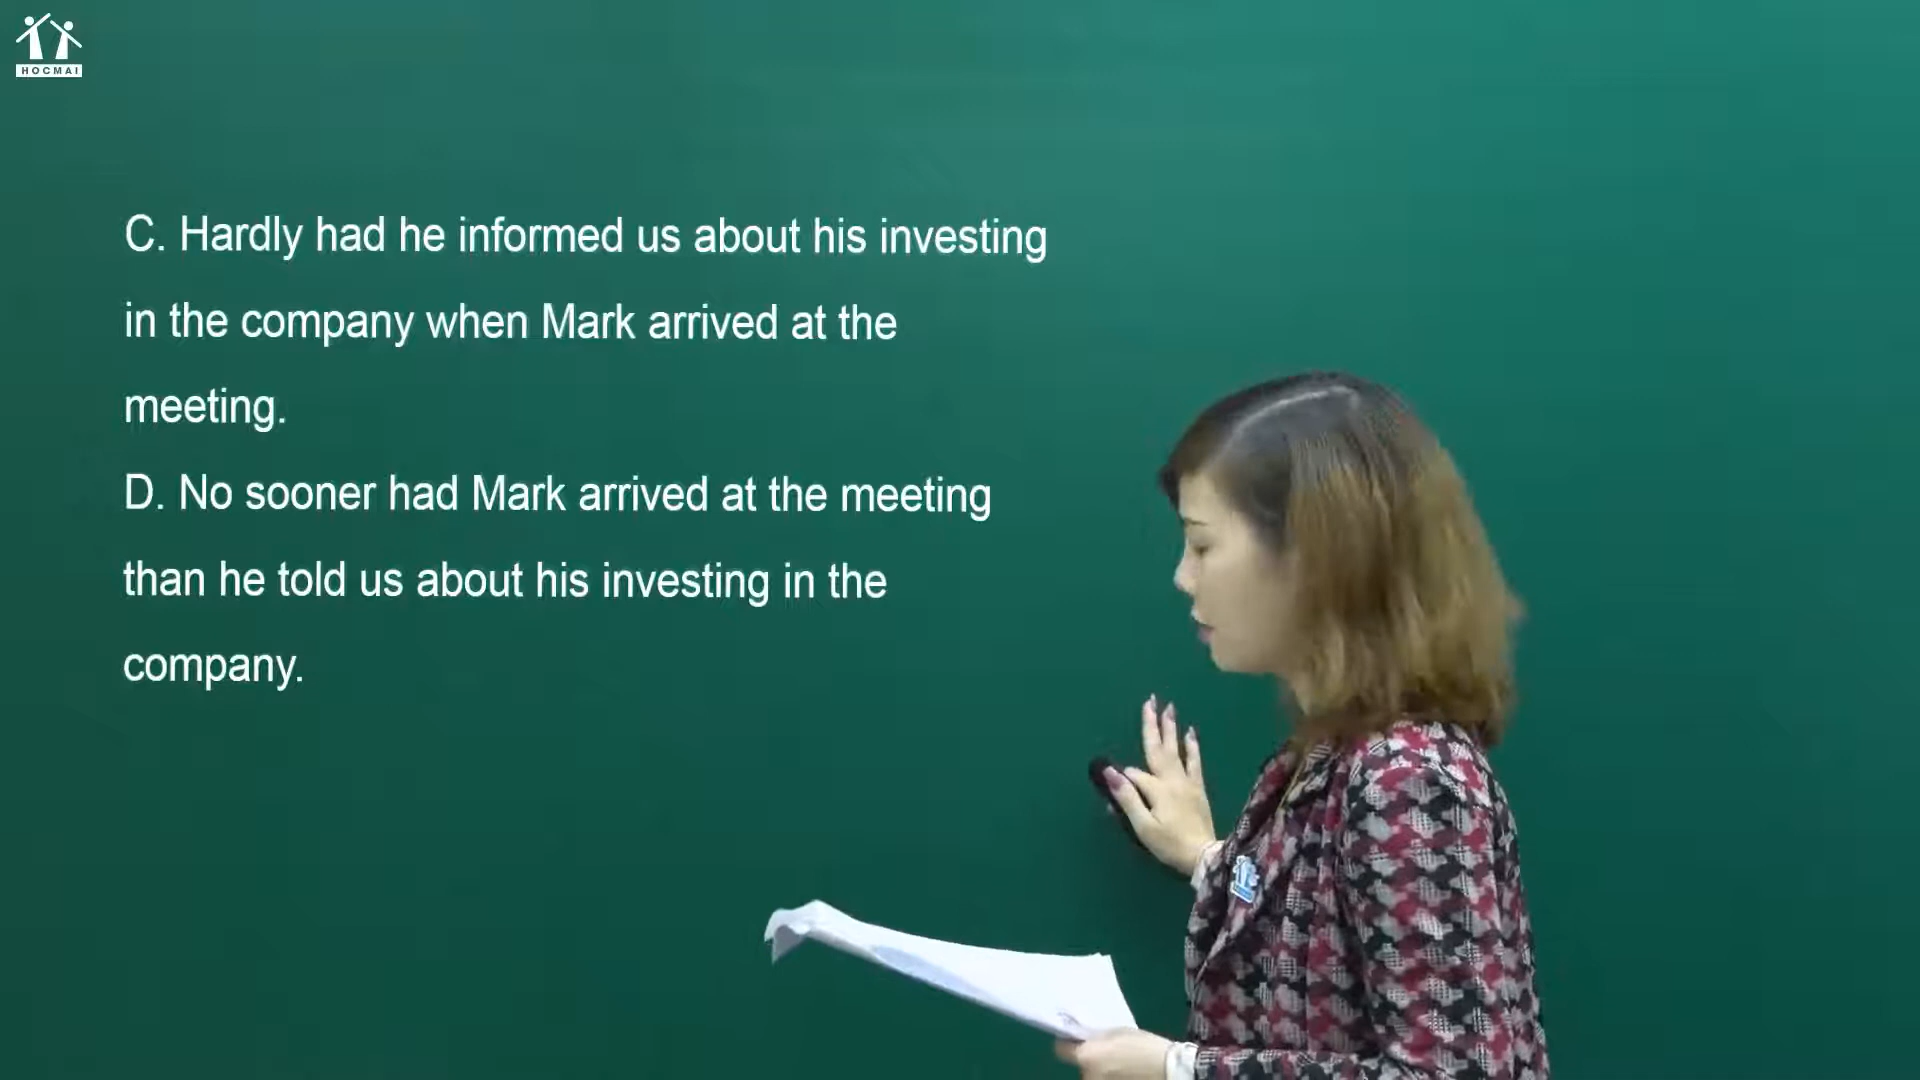 HOCMAI
C. Hardly had he informed us about his investing
in the company when Mark arrived at the
meeting.
D. No sooner had Mark arrived at the meeting
than he told us about his investing in the
company.